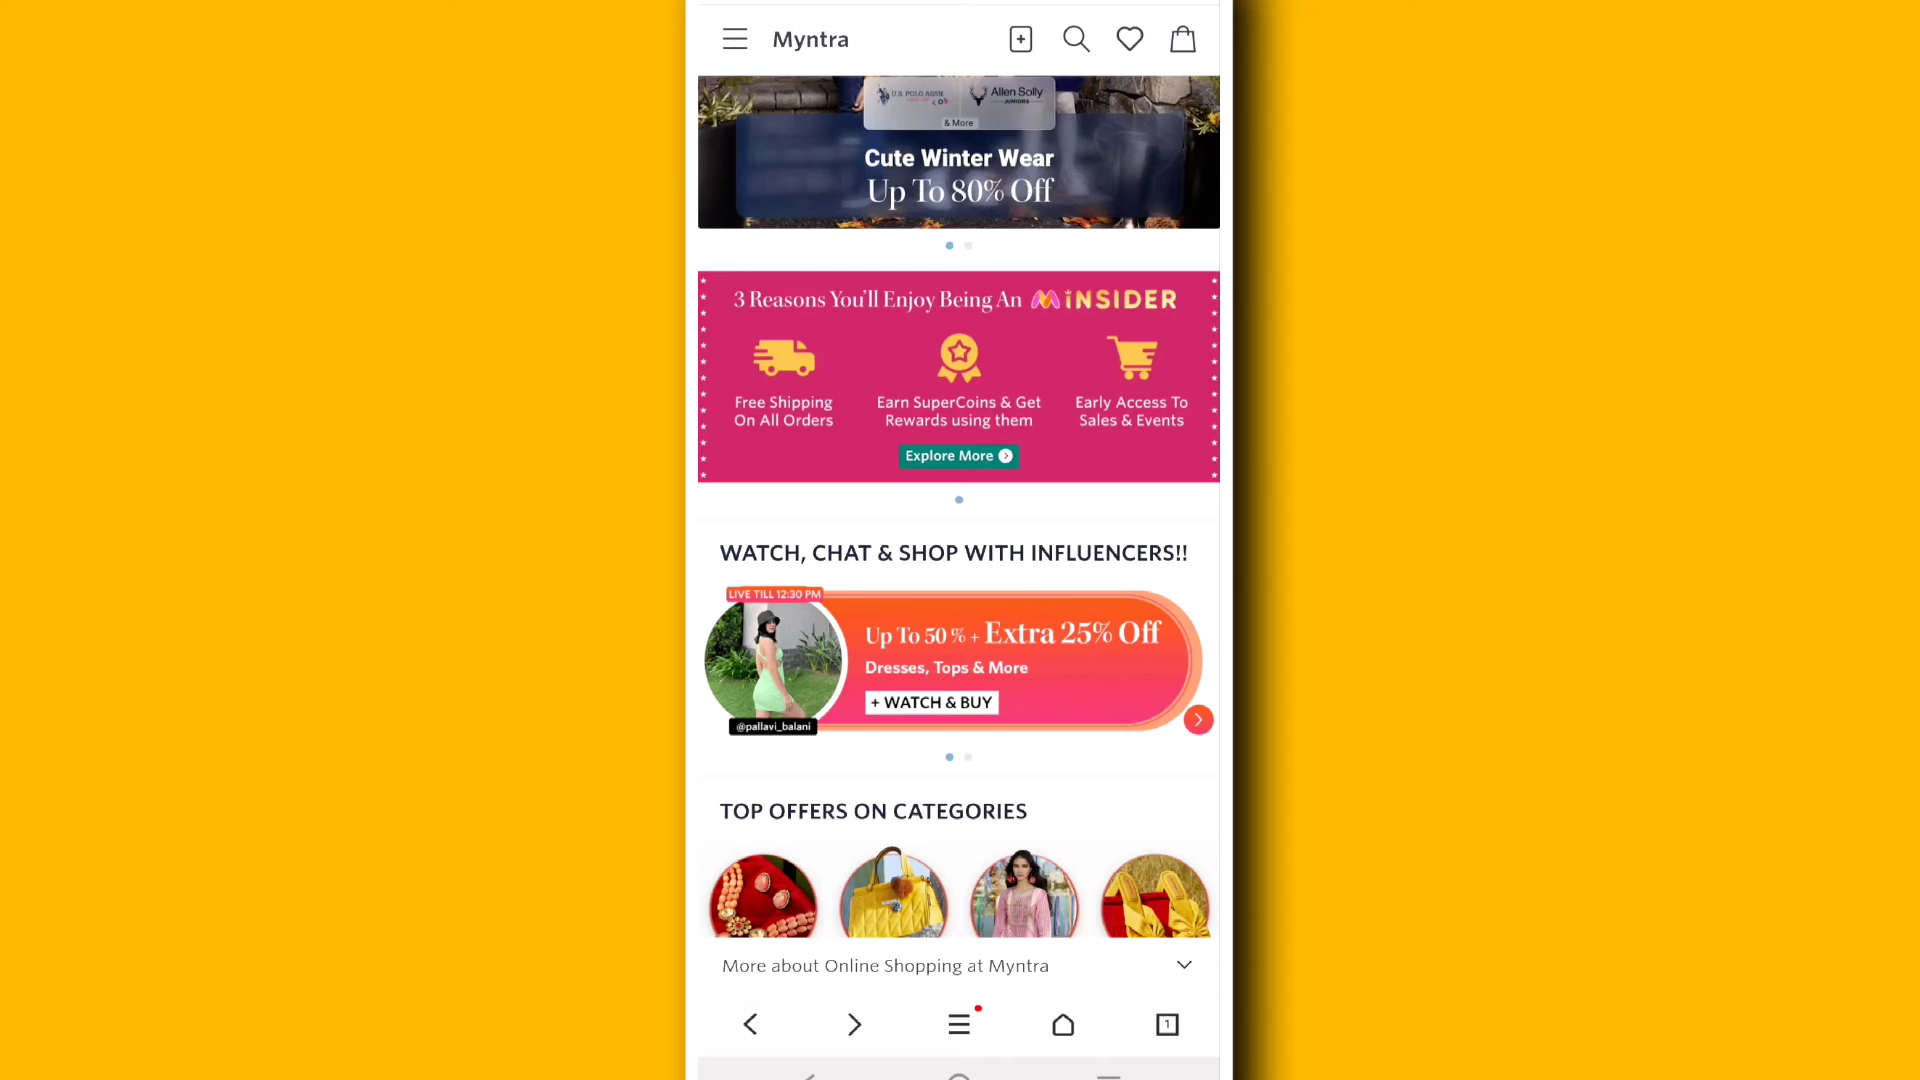 Myntra
U.S. POLO ASSN.
Allen Solly
JUNIORS
& More
Cute Winter Wear
Up To 80% Off
3 Reasons You'll Enjoy Being An INSIDER
Free Shipping
On All Orders
Earn SuperCoins & Get
Rewards using them
Early Access To
Sales & Events
Explore More
WATCH, CHAT & SHOP WITH INFLUENCERS!!
LIVE TILL 12:30 PM
Up To 50 % + Extra 25% Off
Dresses, Tops & More
+ WATCH & BUY
@pallavi_balani
TOP OFFERS ON CATEGORIES
More about Online Shopping at Myntra
1